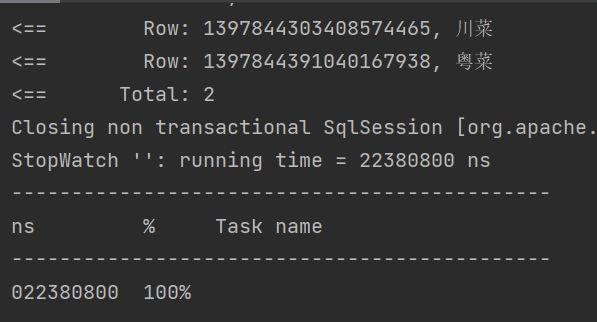 <==        Row: 1397844303408574465, 川菜
<==        Row: 1397844391040167938, 粤菜
<==      Total: 2
Closing non transactional SqlSession [org.apache.
StopWatch '': running time = 22380800 ns
---------------------------------------------
ns         %     Task name
---------------------------------------------
022380800  100%